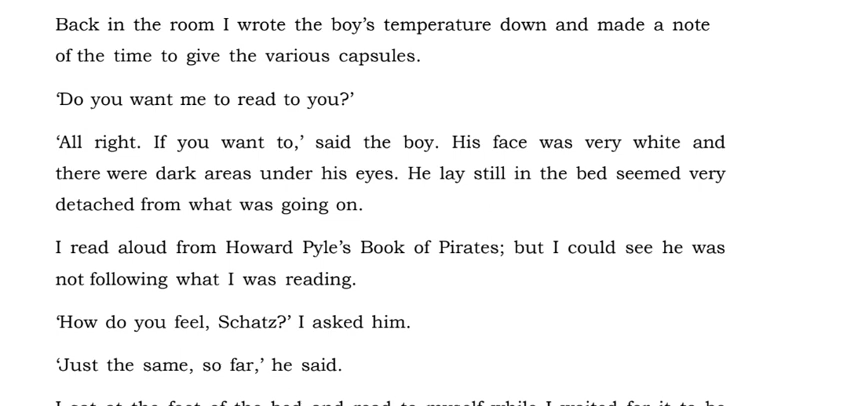 Back in the room I wrote the boy’s temperature down and made a note
of the time to give the various capsules.
‘Do you want me to read to you?’
‘All right. If you want to,’ said the boy. His face was very white and
there were dark areas under his eyes. He lay still in the bed seemed very
detached from what was going on.
I read aloud from Howard Pyle’s Book of Pirates; but I could see he was
not following what I was reading.
‘How do you feel, Schatz?’ I asked him.
‘Just the same, so far,’ he said.